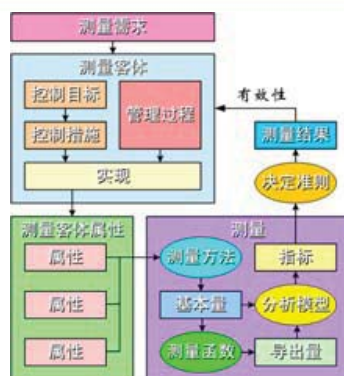 测量需求
测量客体
控制目标
控制措施
管理过程
实现
有效性
测量结果
决定准则
测量客体属性
属性
属性
属性
测量
测量方法
指标
基本量
分析模型
测量函数
导出量